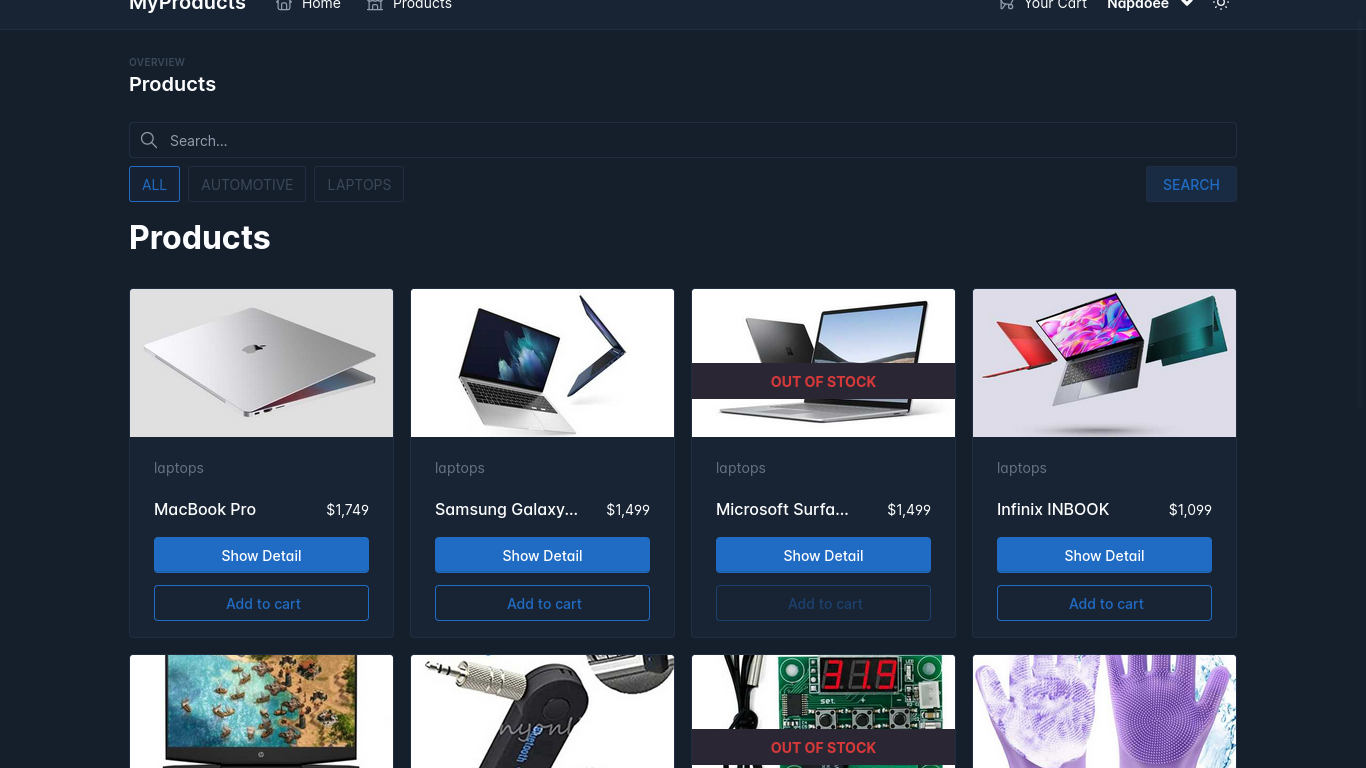 MyProducts
Home
Products
Your Cart
Napdoee
OVERVIEW
Products
Search...
ALL
AUTOMOTIVE
LAPTOPS
SEARCH
Products
OUT OF STOCK
laptops
laptops
laptops
laptops
MacBook Pro
$1,749
Samsung Galaxy...
$1,499
Microsoft Surfa...
$1,499
Infinix INBOOK
$1,099
Show Detail
Show Detail
Show Detail
Show Detail
Add to cart
Add to cart
Add to cart
Add to cart
31.9
set
OUT OF STOCK